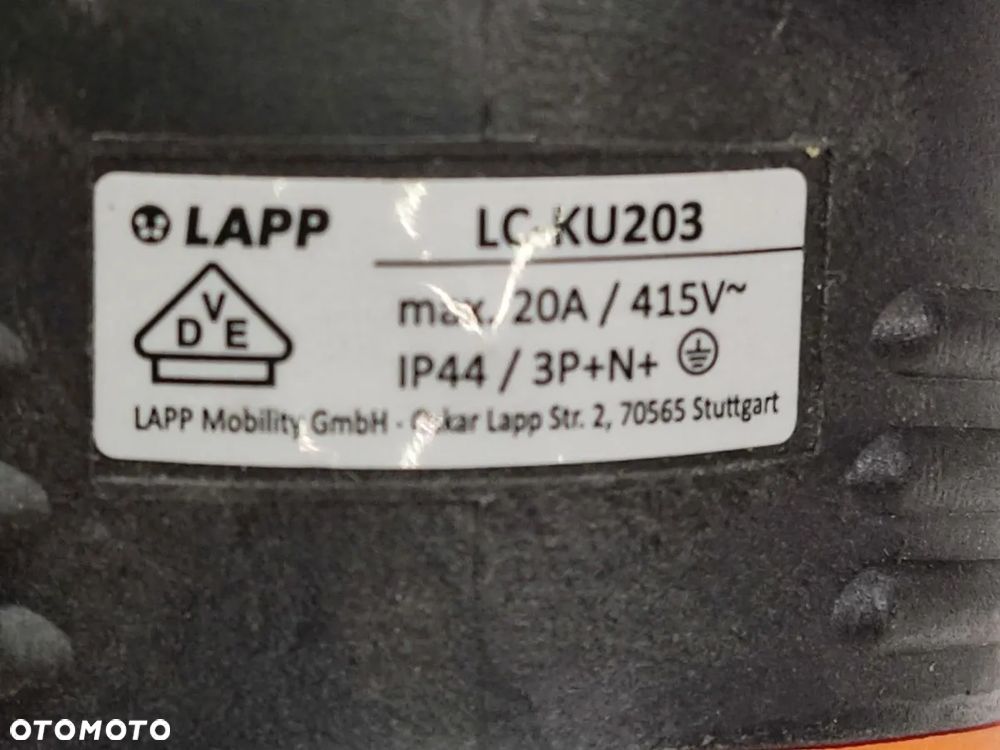 LAPP
LC-KU203
VDE
max. 20A / 415V~
IP44 / 3P+N+
LAPP Mobility GmbH - Oskar Lapp Str. 2, 70565 Stuttgart
OTOMOTO